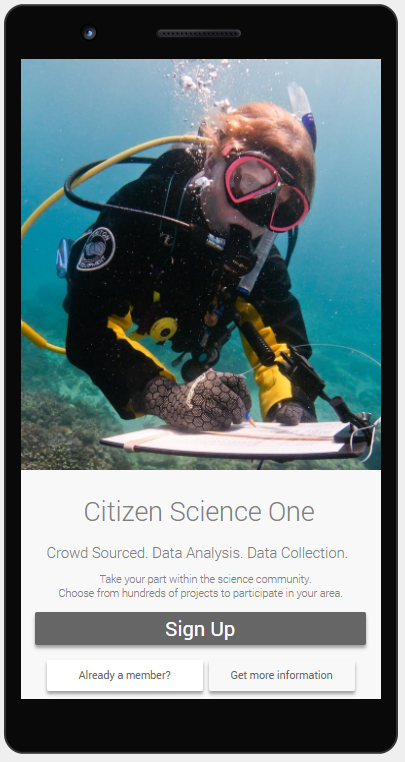 Citizen Science One
Crowd Sourced. Data Analysis. Data Collection.
Take your part within the science community.
Choose from hundreds of projects to participate in your area.
Sign Up
Already a member?
Get more information